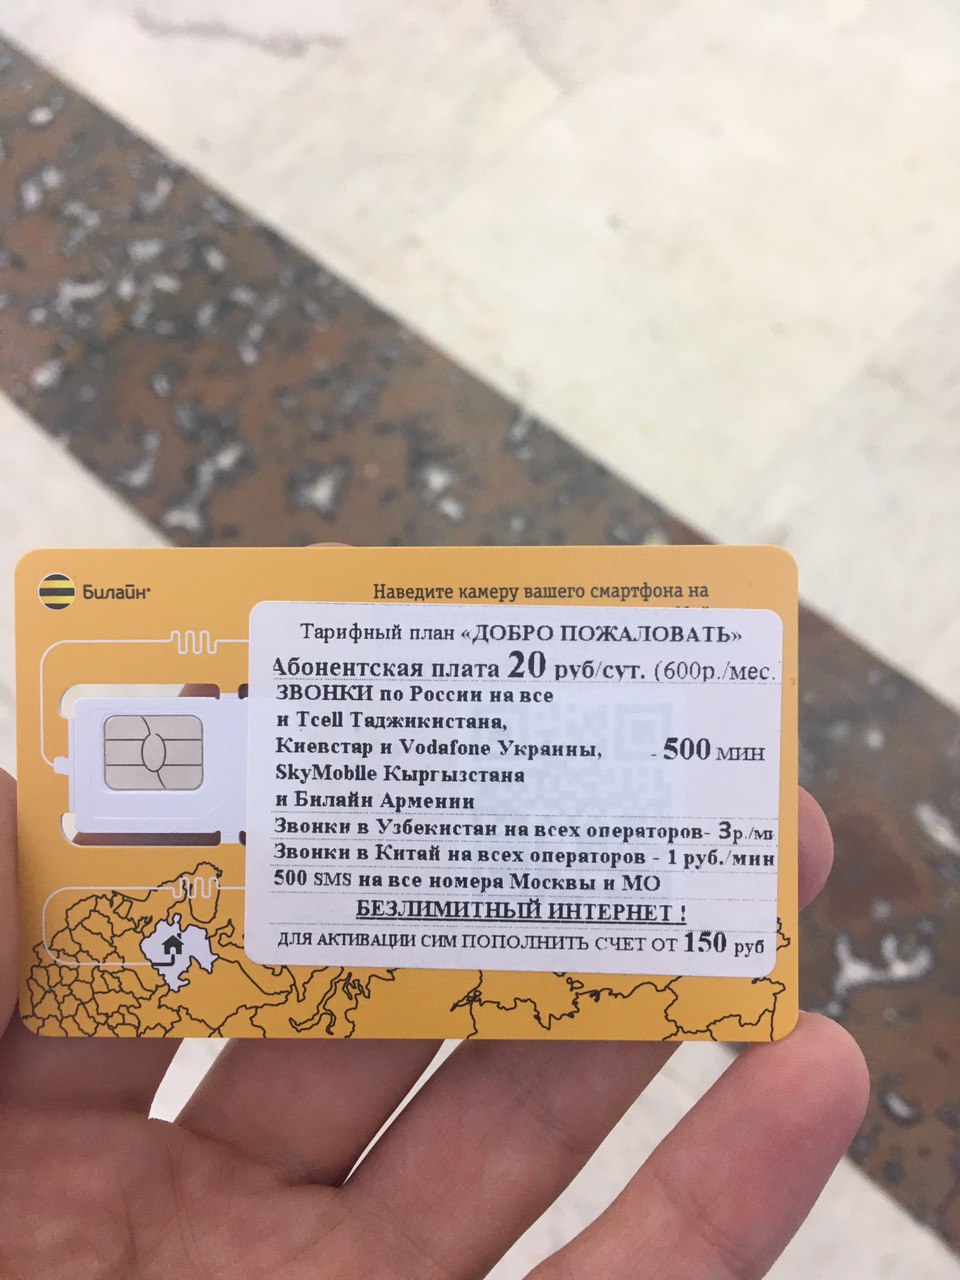 Билайн
Наведите камеру вашего смартфона на
Тарифный план «ДОБРО ПОЖАЛОВАТЬ»
Абонентская плата 20 руб/сут. (600р./мес.
ЗВОНКИ по России на все
и Tcell Таджикистана,
Киевстар и Vodafone Украины, - 500 мин
SkyMobile Кыргызстана
и Билайн Армении
Звонки в Узбекистан на всех операторов- 3р./ми
Звонки в Китай на всех операторов - 1 руб./мин
500 SMS на все номера Москвы и МО
БЕЗЛИМИТНЫЙ ИНТЕРНЕТ !
ДЛЯ АКТИВАЦИИ СИМ ПОПОЛНИТЬ СЧЕТ ОТ 150 руб